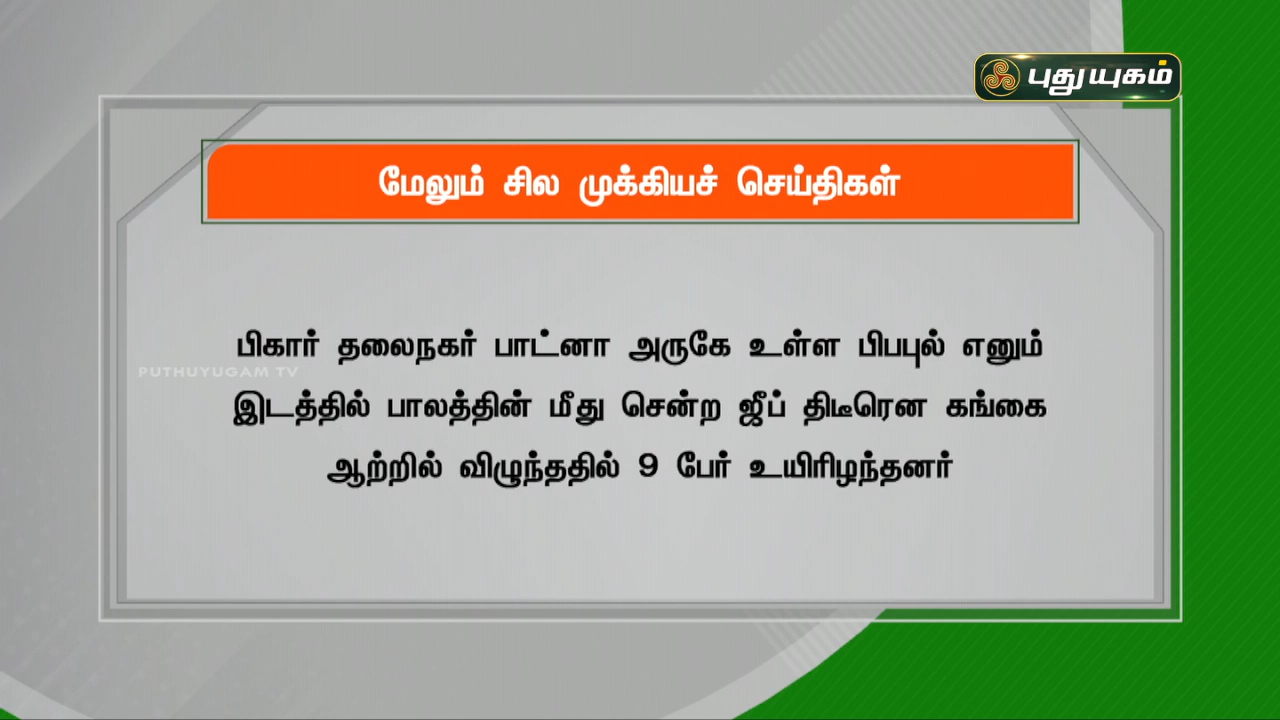 புதுயுகம்
மேலும் சில முக்கியச் செய்திகள்
பிகார் தலைநகர் பாட்னா அருகே உள்ள பிபபுல் எனும்
PUTHUYUGAM TV
இடத்தில் பாலத்தின் மீது சென்ற ஜீப் திடீரென கங்கை
ஆற்றில் விழுந்ததில் 9 பேர் உயிரிழந்தனர்